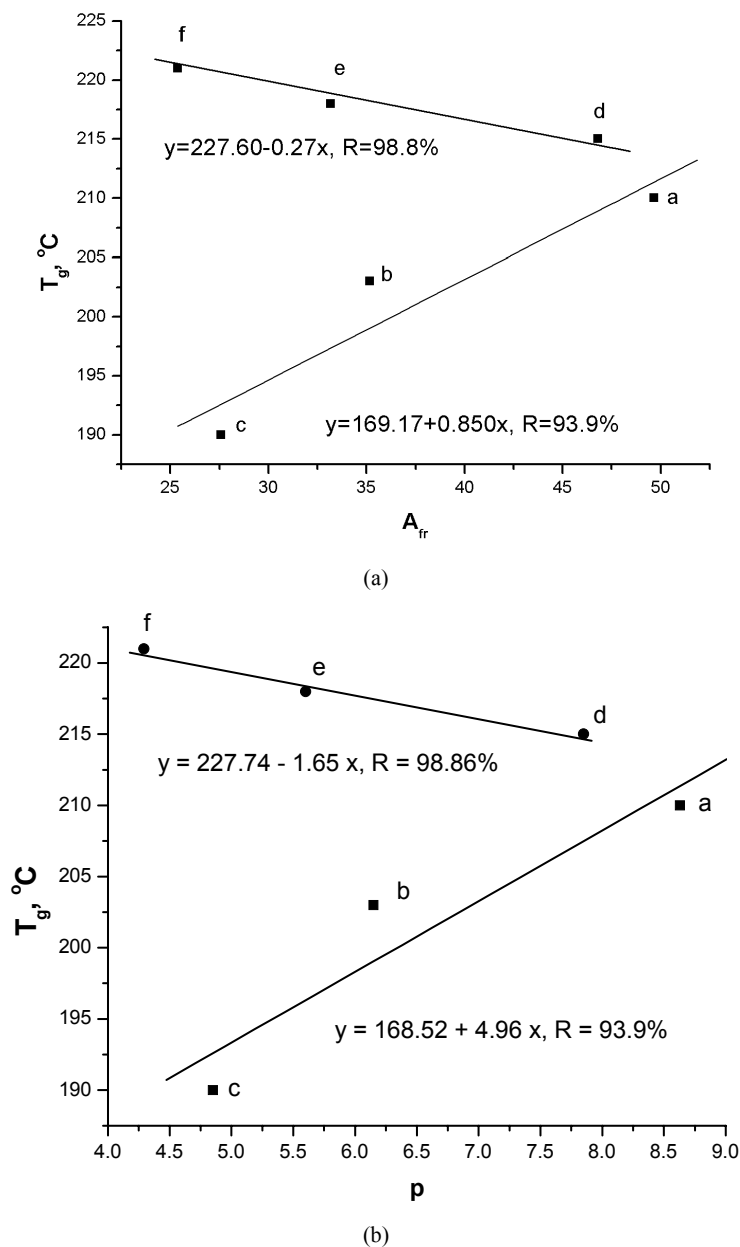 225
220
215
210
205
200
195
190
T_g, °C
f
e
d
y=227.60-0.27x, R=98.8%
a
b
y=169.17+0.850x, R=93.9%
c
25 30 35 40 45 50
A_fr
(a)
f
220
e
215
d
y = 227.74 - 1.65 x, R = 98.86%
210
a
205
b
200
195
y = 168.52 + 4.96 x, R = 93.9%
190
c
T_g, °C
4.0 4.5 5.0 5.5 6.0 6.5 7.0 7.5 8.0 8.5 9.0
p
(b)